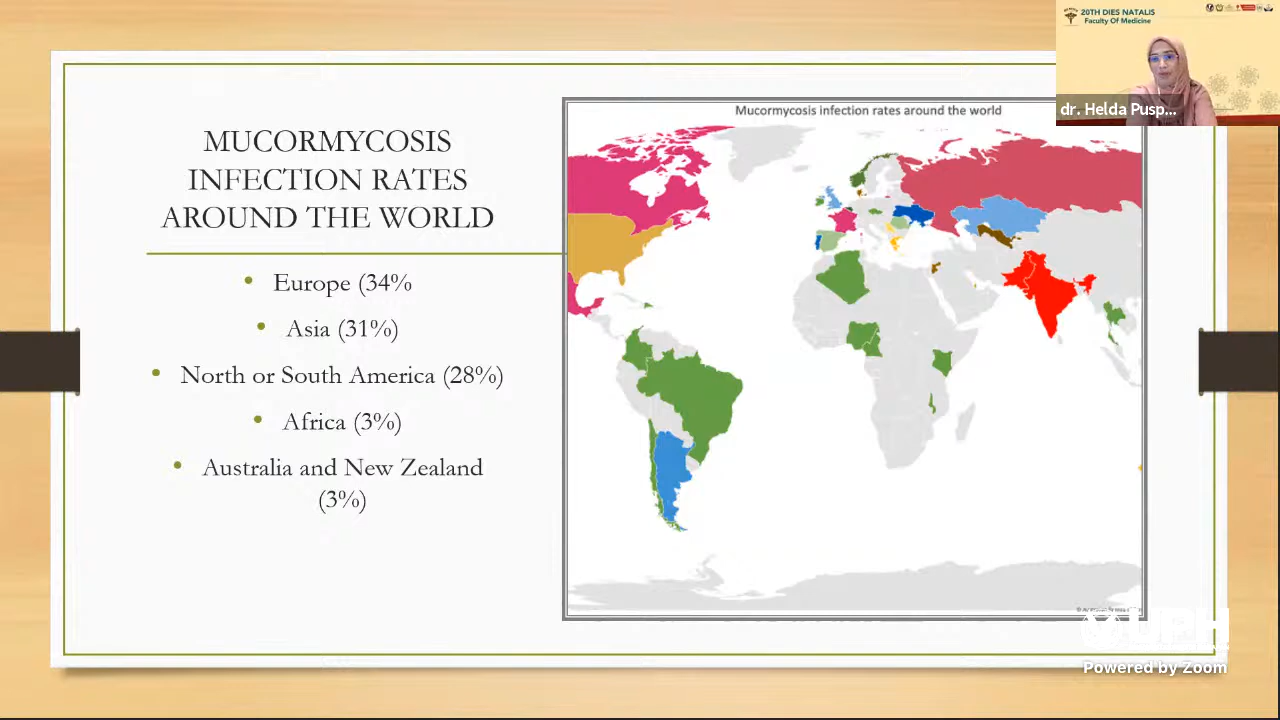 20TH DIES NATALIS
Faculty Of Medicine
dr. Helda Pusp...
MUCORMYCOSIS
INFECTION RATES
AROUND THE WORLD
• Europe (34%
• Asia (31%)
• North or South America (28%)
• Africa (3%)
• Australia and New Zealand
(3%)
Mucormycosis infection rates around the world
UPH
Powered by Zoom